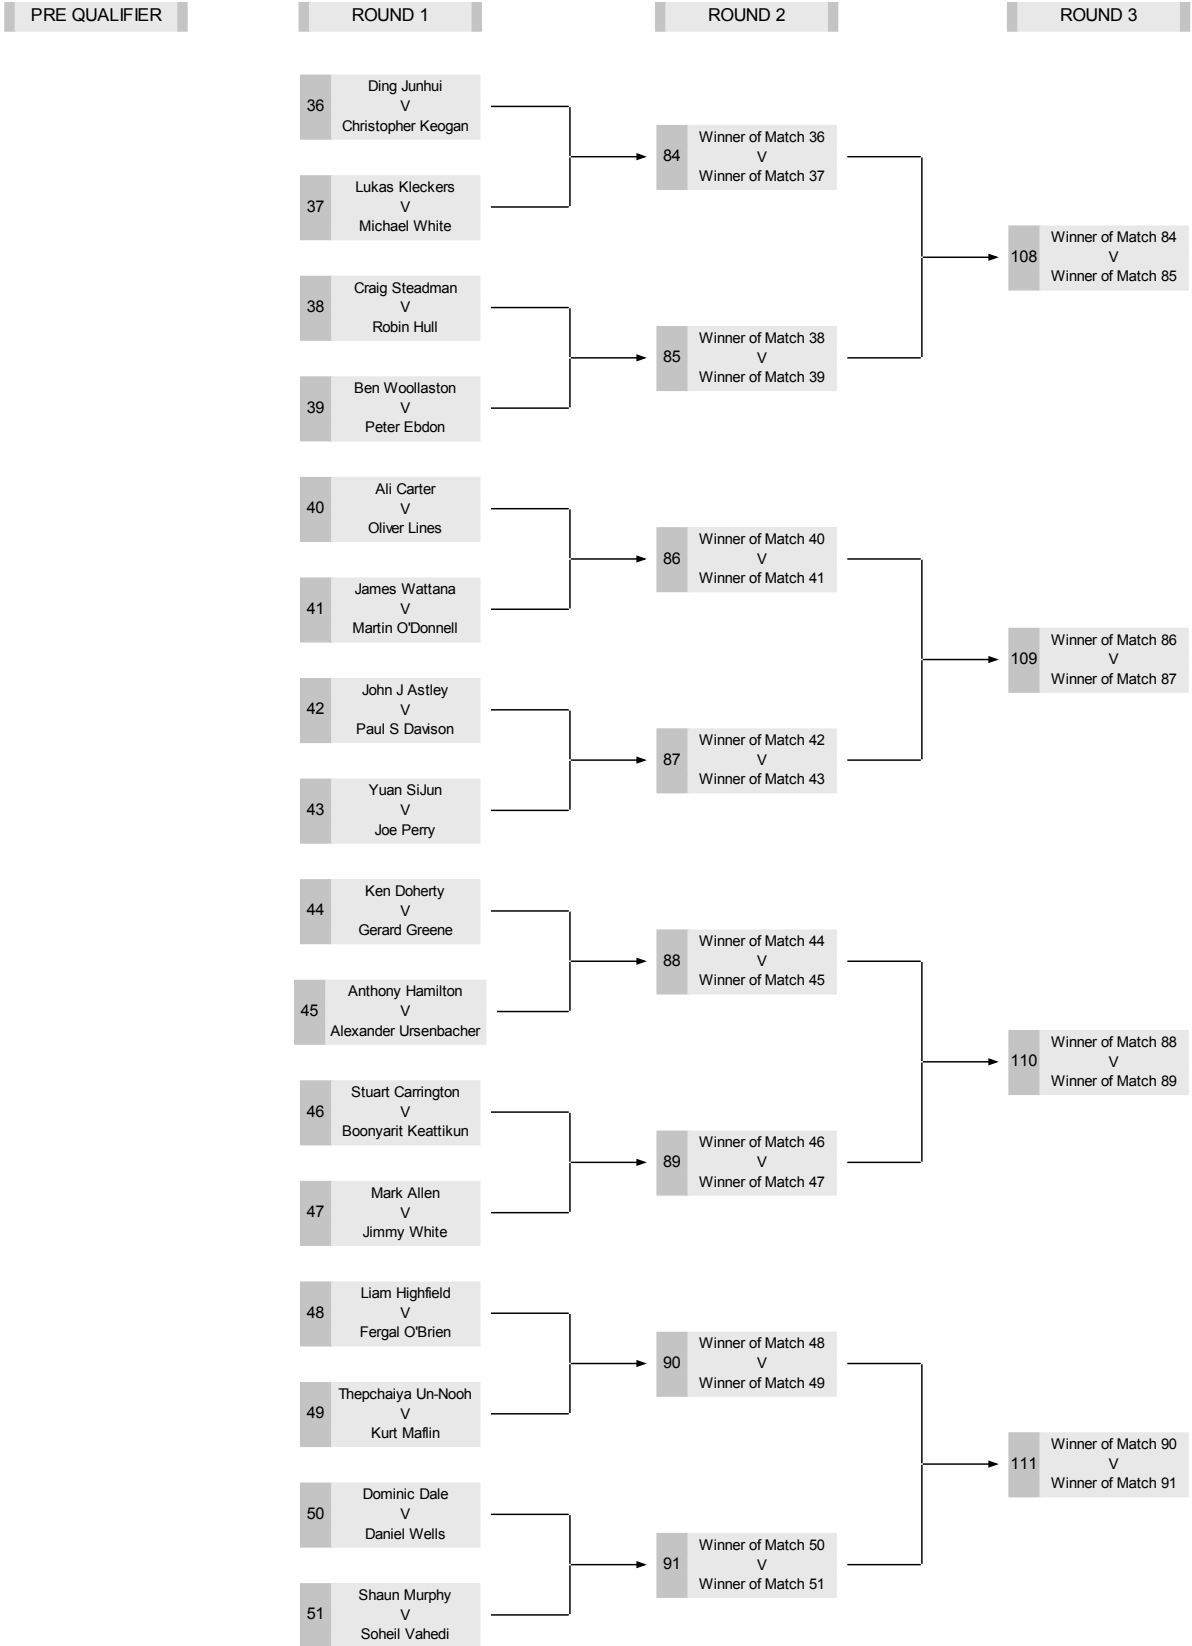 PRE QUALIFIER
ROUND 1
ROUND 2
ROUND 3
36
Ding Junhui
V
Christopher Keogan
37
Lukas Kleckers
V
Michael White
38
Craig Steadman
V
Robin Hull
39
Ben Woollaston
V
Peter Ebdon
40
Ali Carter
V
Oliver Lines
41
James Wattana
V
Martin O'Donnell
42
John J Astley
V
Paul S Davison
43
Yuan SiJun
V
Joe Perry
44
Ken Doherty
V
Gerard Greene
45
Anthony Hamilton
V
Alexander Ursenbacher
46
Stuart Carrington
V
Boonyarit Keattikun
47
Mark Allen
V
Jimmy White
48
Liam Highfield
V
Fergal O'Brien
49
Thepchaiya Un-Nooh
V
Kurt Maflin
50
Dominic Dale
V
Daniel Wells
51
Shaun Murphy
V
Soheil Vahedi
84
Winner of Match 36
V
Winner of Match 37
85
Winner of Match 38
V
Winner of Match 39
86
Winner of Match 40
V
Winner of Match 41
87
Winner of Match 42
V
Winner of Match 43
88
Winner of Match 44
V
Winner of Match 45
89
Winner of Match 46
V
Winner of Match 47
90
Winner of Match 48
V
Winner of Match 49
91
Winner of Match 50
V
Winner of Match 51
108
Winner of Match 84
V
Winner of Match 85
109
Winner of Match 86
V
Winner of Match 87
110
Winner of Match 88
V
Winner of Match 89
111
Winner of Match 90
V
Winner of Match 91